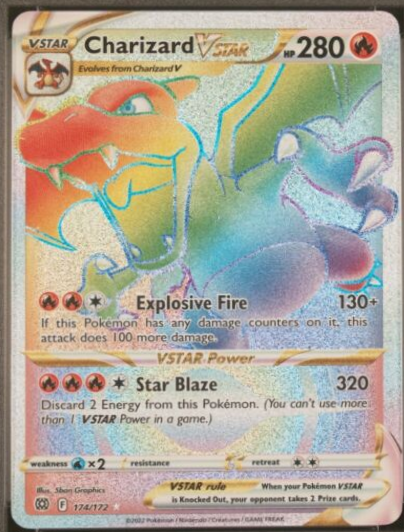 VSTAR Charizard VSTAR HP 280
Evolves from Charizard V
Explosive Fire 130+
If this Pokémon has any damage counters on it, this
attack does 100 more damage.
VSTAR Power
Star Blaze 320
Discard 2 Energy from this Pokémon. (You can't use more
than 1 VSTAR Power in a game.)
weakness ×2 resistance retreat
Illus. 5ban Graphics
VSTAR rule When your Pokémon VSTAR
is Knocked Out, your opponent takes 2 Prize cards.
F 174/172
©2022 Pokémon / Nintendo / Creatures / GAME FREAK